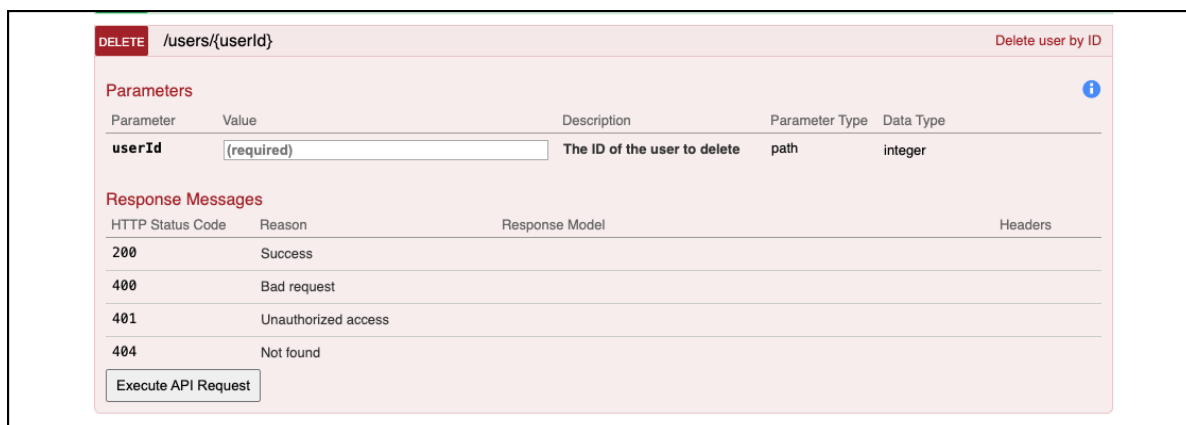 DELETE /users/{userId} Delete user by ID
Parameters
Parameter Value Description Parameter Type Data Type
userId (required) The ID of the user to delete path integer
Response Messages
HTTP Status Code Reason Response Model Headers
200 Success
400 Bad request
401 Unauthorized access
404 Not found
Execute API Request